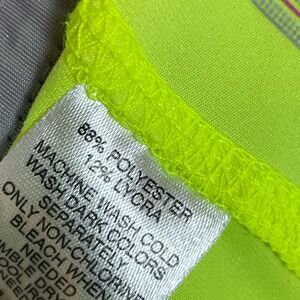 88% POLYESTER
12% LYCRA
MACHINE WASH COLD
WASH DARK COLORS
SEPARATELY
ONLY NON-CHLORINE
BLEACH WHEN
NEEDED